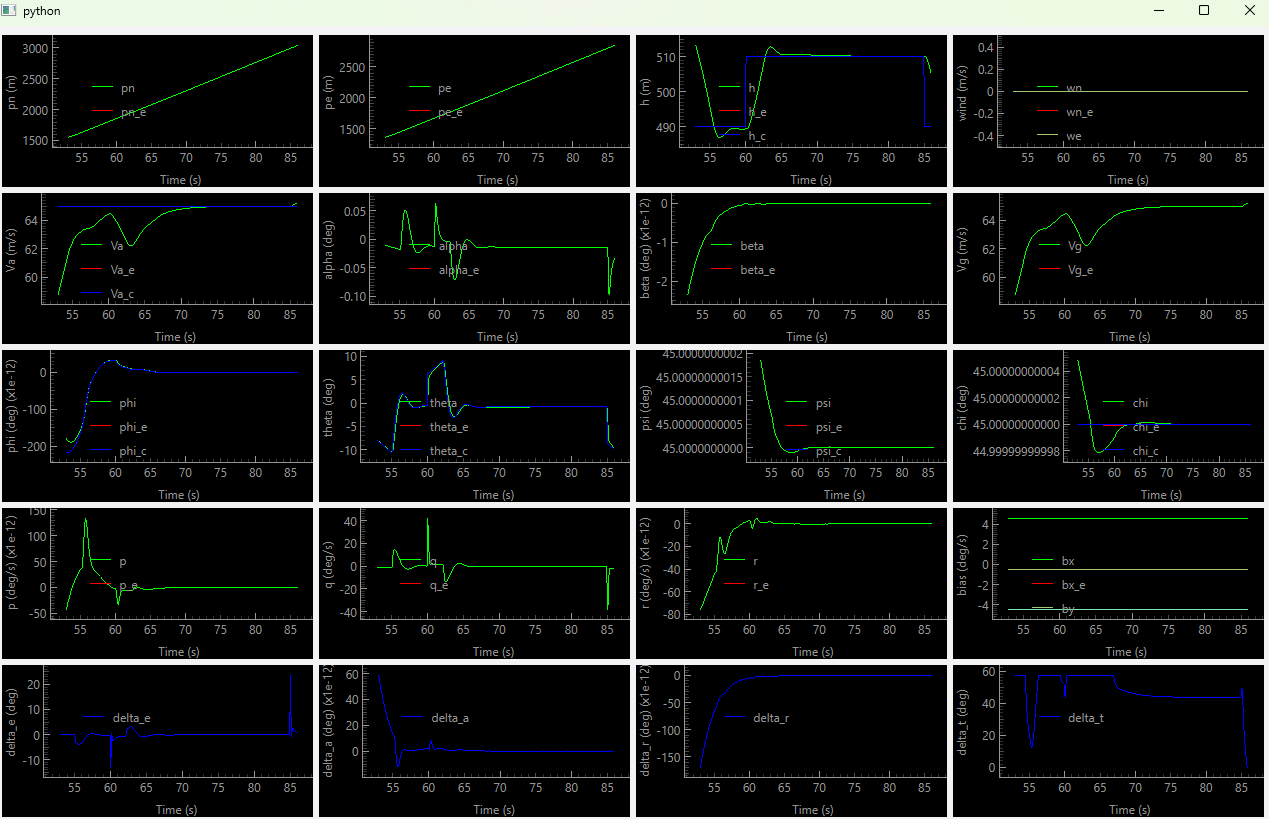 python
pn (m)
3000
2500
2000
1500
pn
pn_e
55 60 65 70 75 80 85
Time (s)
pe (m)
2500
2000
1500
pe
pe_e
55 60 65 70 75 80 85
Time (s)
h (m)
510
500
490
h
h_e
h_c
55 60 65 70 75 80 85
Time (s)
wind (m/s)
0.4
0.2
0
-0.2
-0.4
wn
wn_e
we
55 60 65 70 75 80 85
Time (s)
Va (m/s)
64
62
60
Va
Va_e
Va_c
55 60 65 70 75 80 85
Time (s)
alpha (deg)
0.05
0
-0.05
-0.10
alpha
alpha_e
55 60 65 70 75 80 85
Time (s)
beta (deg) (x1e-12)
0
-1
-2
beta
beta_e
55 60 65 70 75 80 85
Time (s)
Vg (m/s)
64
62
60
Vg
Vg_e
55 60 65 70 75 80 85
Time (s)
phi (deg) (x1e-12)
0
-100
-200
phi
phi_e
phi_c
55 60 65 70 75 80 85
Time (s)
theta (deg)
10
5
0
-5
-10
theta
theta_e
theta_c
55 60 65 70 75 80 85
Time (s)
psi (deg)
45.0000000002
45.00000000015
45.0000000001
45.00000000005
45.0000000000
psi
psi_e
psi_c
55 60 65 70 75 80 85
Time (s)
chi (deg)
45.00000000004
45.00000000002
45.00000000000
44.99999999998
chi
chi_e
chi_c
55 60 65 70 75 80 85
Time (s)
p (deg/s) (x1e-12)
150
100
50
0
-50
p
p_e
55 60 65 70 75 80 85
Time (s)
q (deg/s)
40
20
0
-20
-40
q
q_e
55 60 65 70 75 80 85
Time (s)
r (deg/s) (x1e-12)
0
-20
-40
-60
-80
r
r_e
55 60 65 70 75 80 85
Time (s)
bias (deg/s)
4
2
0
-2
-4
bx
bx_e
by
55 60 65 70 75 80 85
Time (s)
delta_e (deg)
20
10
0
-10
delta_e
55 60 65 70 75 80 85
Time (s)
delta_a (deg) (x1e-12)
60
40
20
0
delta_a
55 60 65 70 75 80 85
Time (s)
delta_r (deg) (x1e-12)
0
-50
-100
-150
delta_r
55 60 65 70 75 80 85
Time (s)
delta_t (deg)
60
40
20
0
delta_t
55 60 65 70 75 80 85
Time (s)